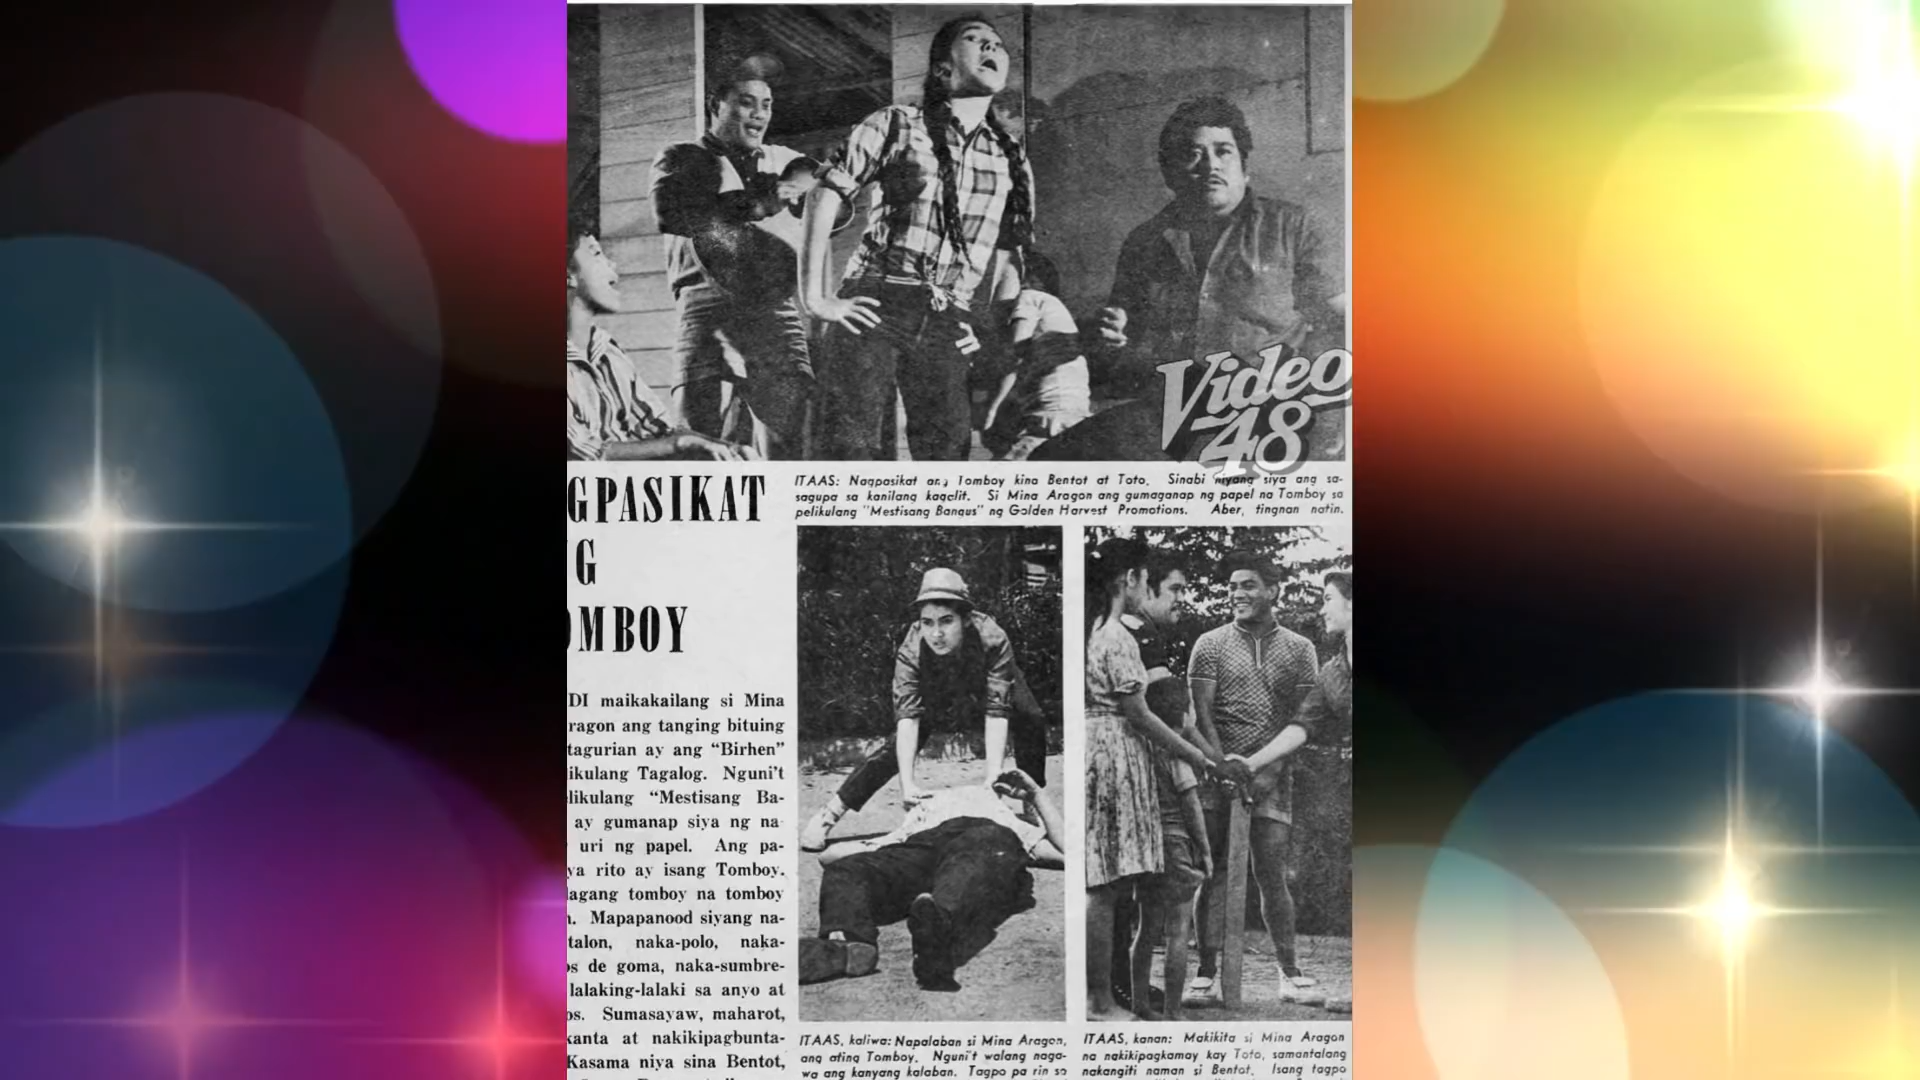 Video
48
ITAAS: Nagpasikat ang Tomboy kina Bentot at Toto. Sinabi niyang siya ang sa-
sagupa sa kanilang kagalit. Si Mina Aragon ang gumaganap ng papel na Tomboy sa
pelikulang "Mestisang Bangus" ng Golden Harvest Promotions. Aber, tingnan natin.
GPASIKAT
G
OMBOY
DI maikakailang si Mina
ragon ang tanging bituing
tagurian ay ang “Birhen”
ikulang Tagalog. Nguni't
likulang “Mestisang Ba-
ay gumanap siya ng na-
uri ng papel. Ang pa-
ya rito ay isang Tomboy.
lagang tomboy na tomboy
. Mapapanood siyang na-
talon, naka-polo, naka-
os de goma, naka-sumbre-
lalaking-lalaki sa anyo at
os. Sumasayaw, maharot,
kanta at nakikipagbunta-
Kasama niya sina Bentot,
ITAAS, kaliwa: Napalaban si Mina Aragon,
ang ating Tomboy. Nguni't walang naga-
wa ang kanyang kalaban. Tagpo pa rin sa
ITAAS, kanan: Makikita si Mina Aragon
na nakikipagkamay kay Toto, samantalang
nakangiti naman si Bentot. Isang tagpo